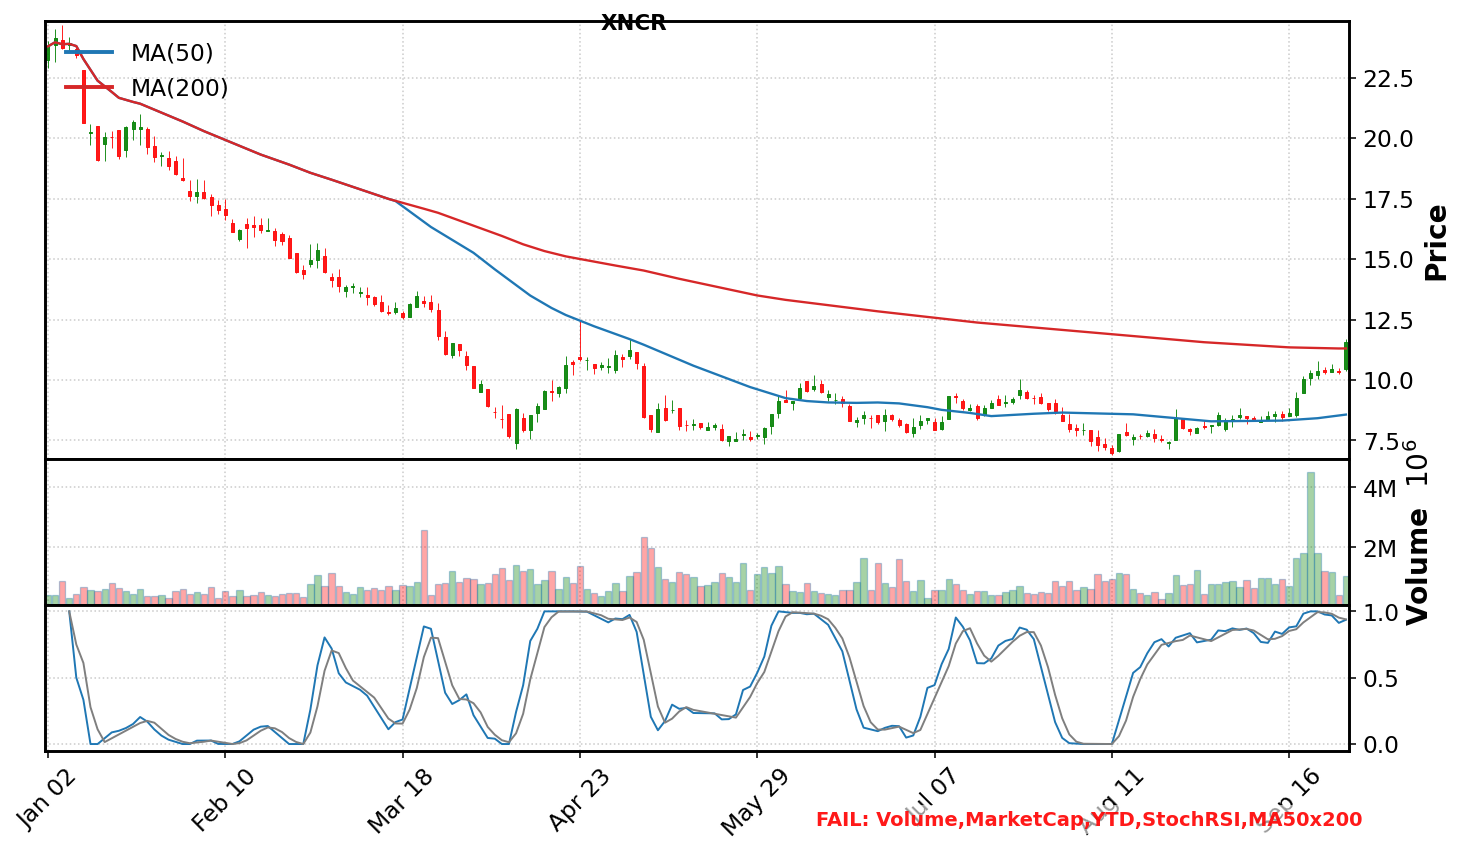 XNCR
MA(50)
MA(200)
22.5
20.0
17.5
15.0
12.5
10.0
7.5
Price
4M
2M
Volume 10^6
1.0
0.5
0.0
Jan 02
Feb 10
Mar 18
Apr 23
May 29
Jul 07
Aug 11
Sep 16
FAIL: Volume,MarketCap,YTD,StochRSI,MA50x200